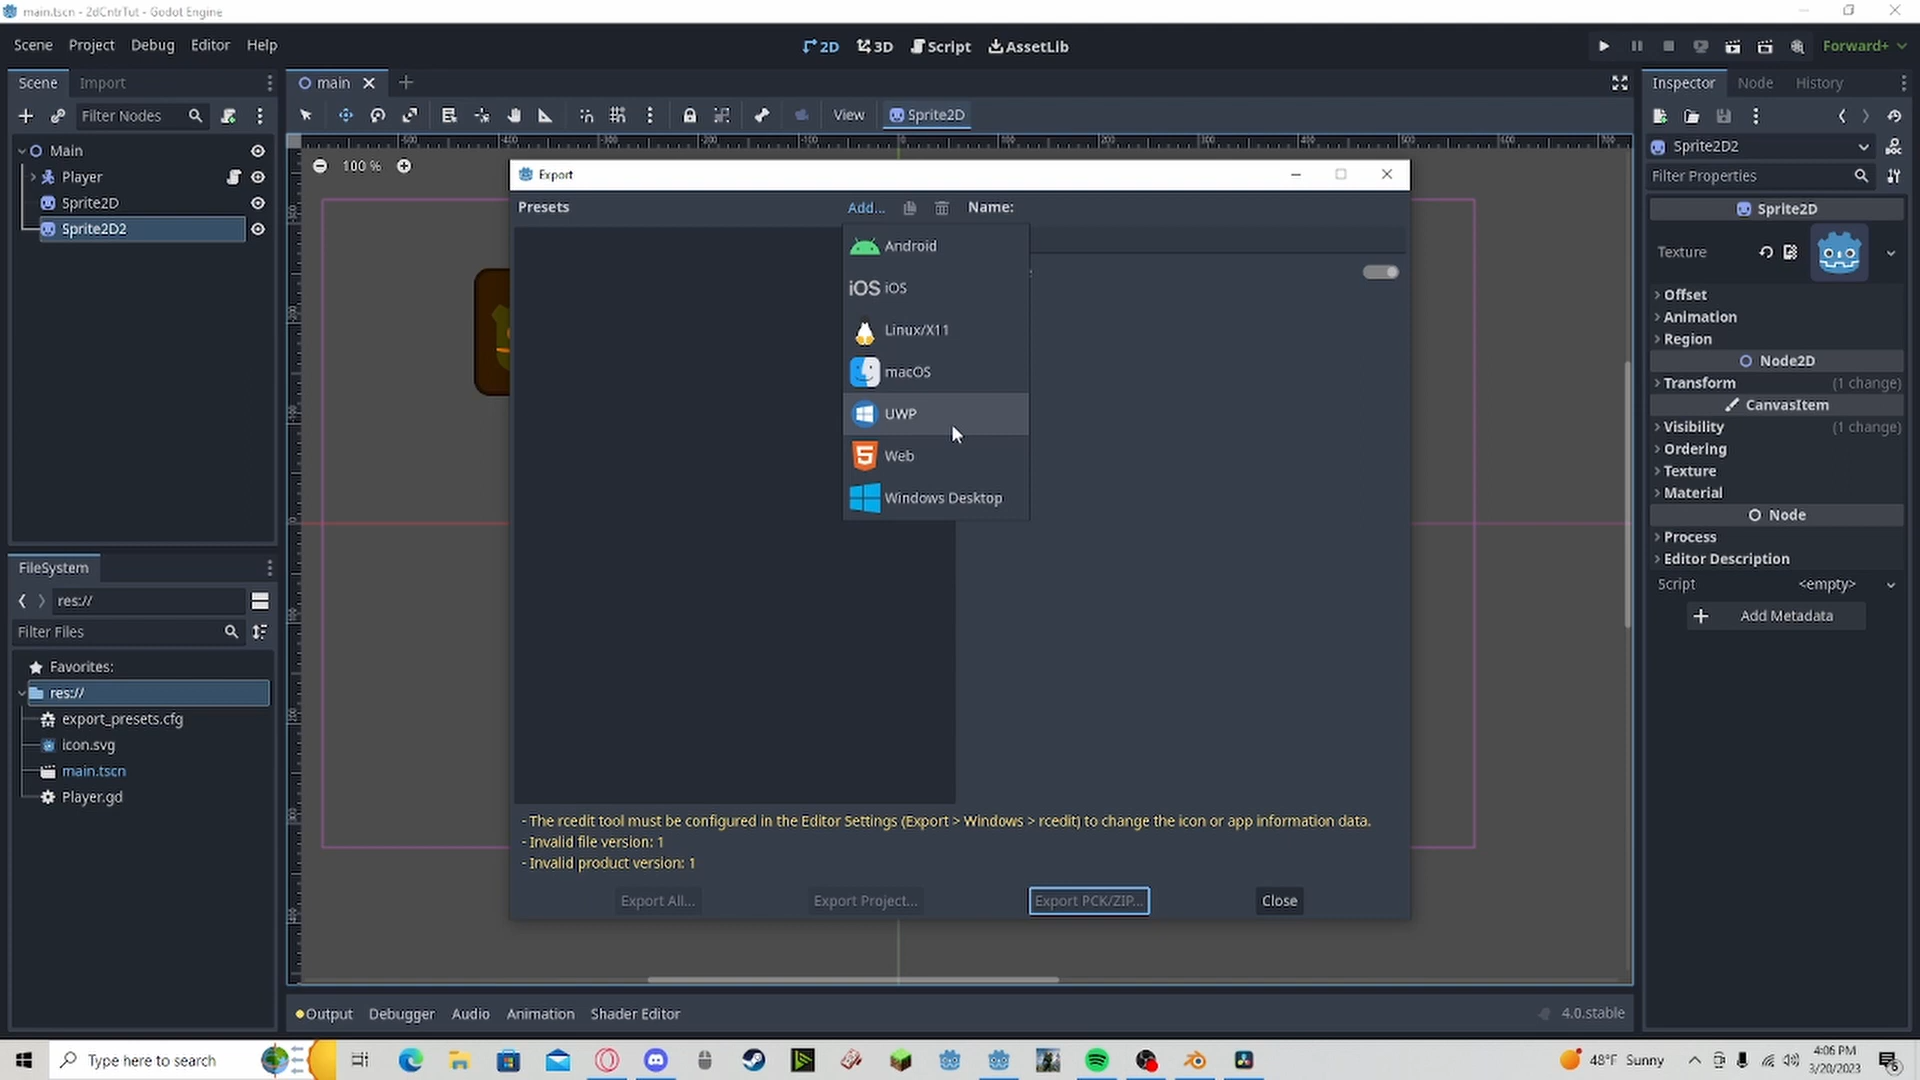 main.tscn - 2dCntrTut - Godot Engine
Scene Project Debug Editor Help
2D 3D Script AssetLib
Forward+
Scene Import
main
Inspector Node History
Filter Nodes
View Sprite2D
Main
Player
Sprite2D
Sprite2D2
100 %
Sprite2D2
Filter Properties
Sprite2D
Texture
Offset
Animation
Region
Node2D
Transform (1 change)
CanvasItem
Visibility (1 change)
Ordering
Texture
Material
Node
Process
Editor Description
Script <empty>
Add Metadata
Export
Presets Add... Name:
Android
iOS iOS
Linux/X11
macOS
UWP
Web
Windows Desktop
- The rcedit tool must be configured in the Editor Settings (Export > Windows > rcedit) to change the icon or app information data.
- Invalid file version: 1
- Invalid product version: 1
Export All... Export Project... Export PCK/ZIP... Close
FileSystem
res://
Filter Files
Favorites:
res://
export_presets.cfg
icon.svg
main.tscn
Player.gd
Output Debugger Audio Animation Shader Editor
4.0.stable
Type here to search
48°F Sunny
4:06 PM
3/20/2023